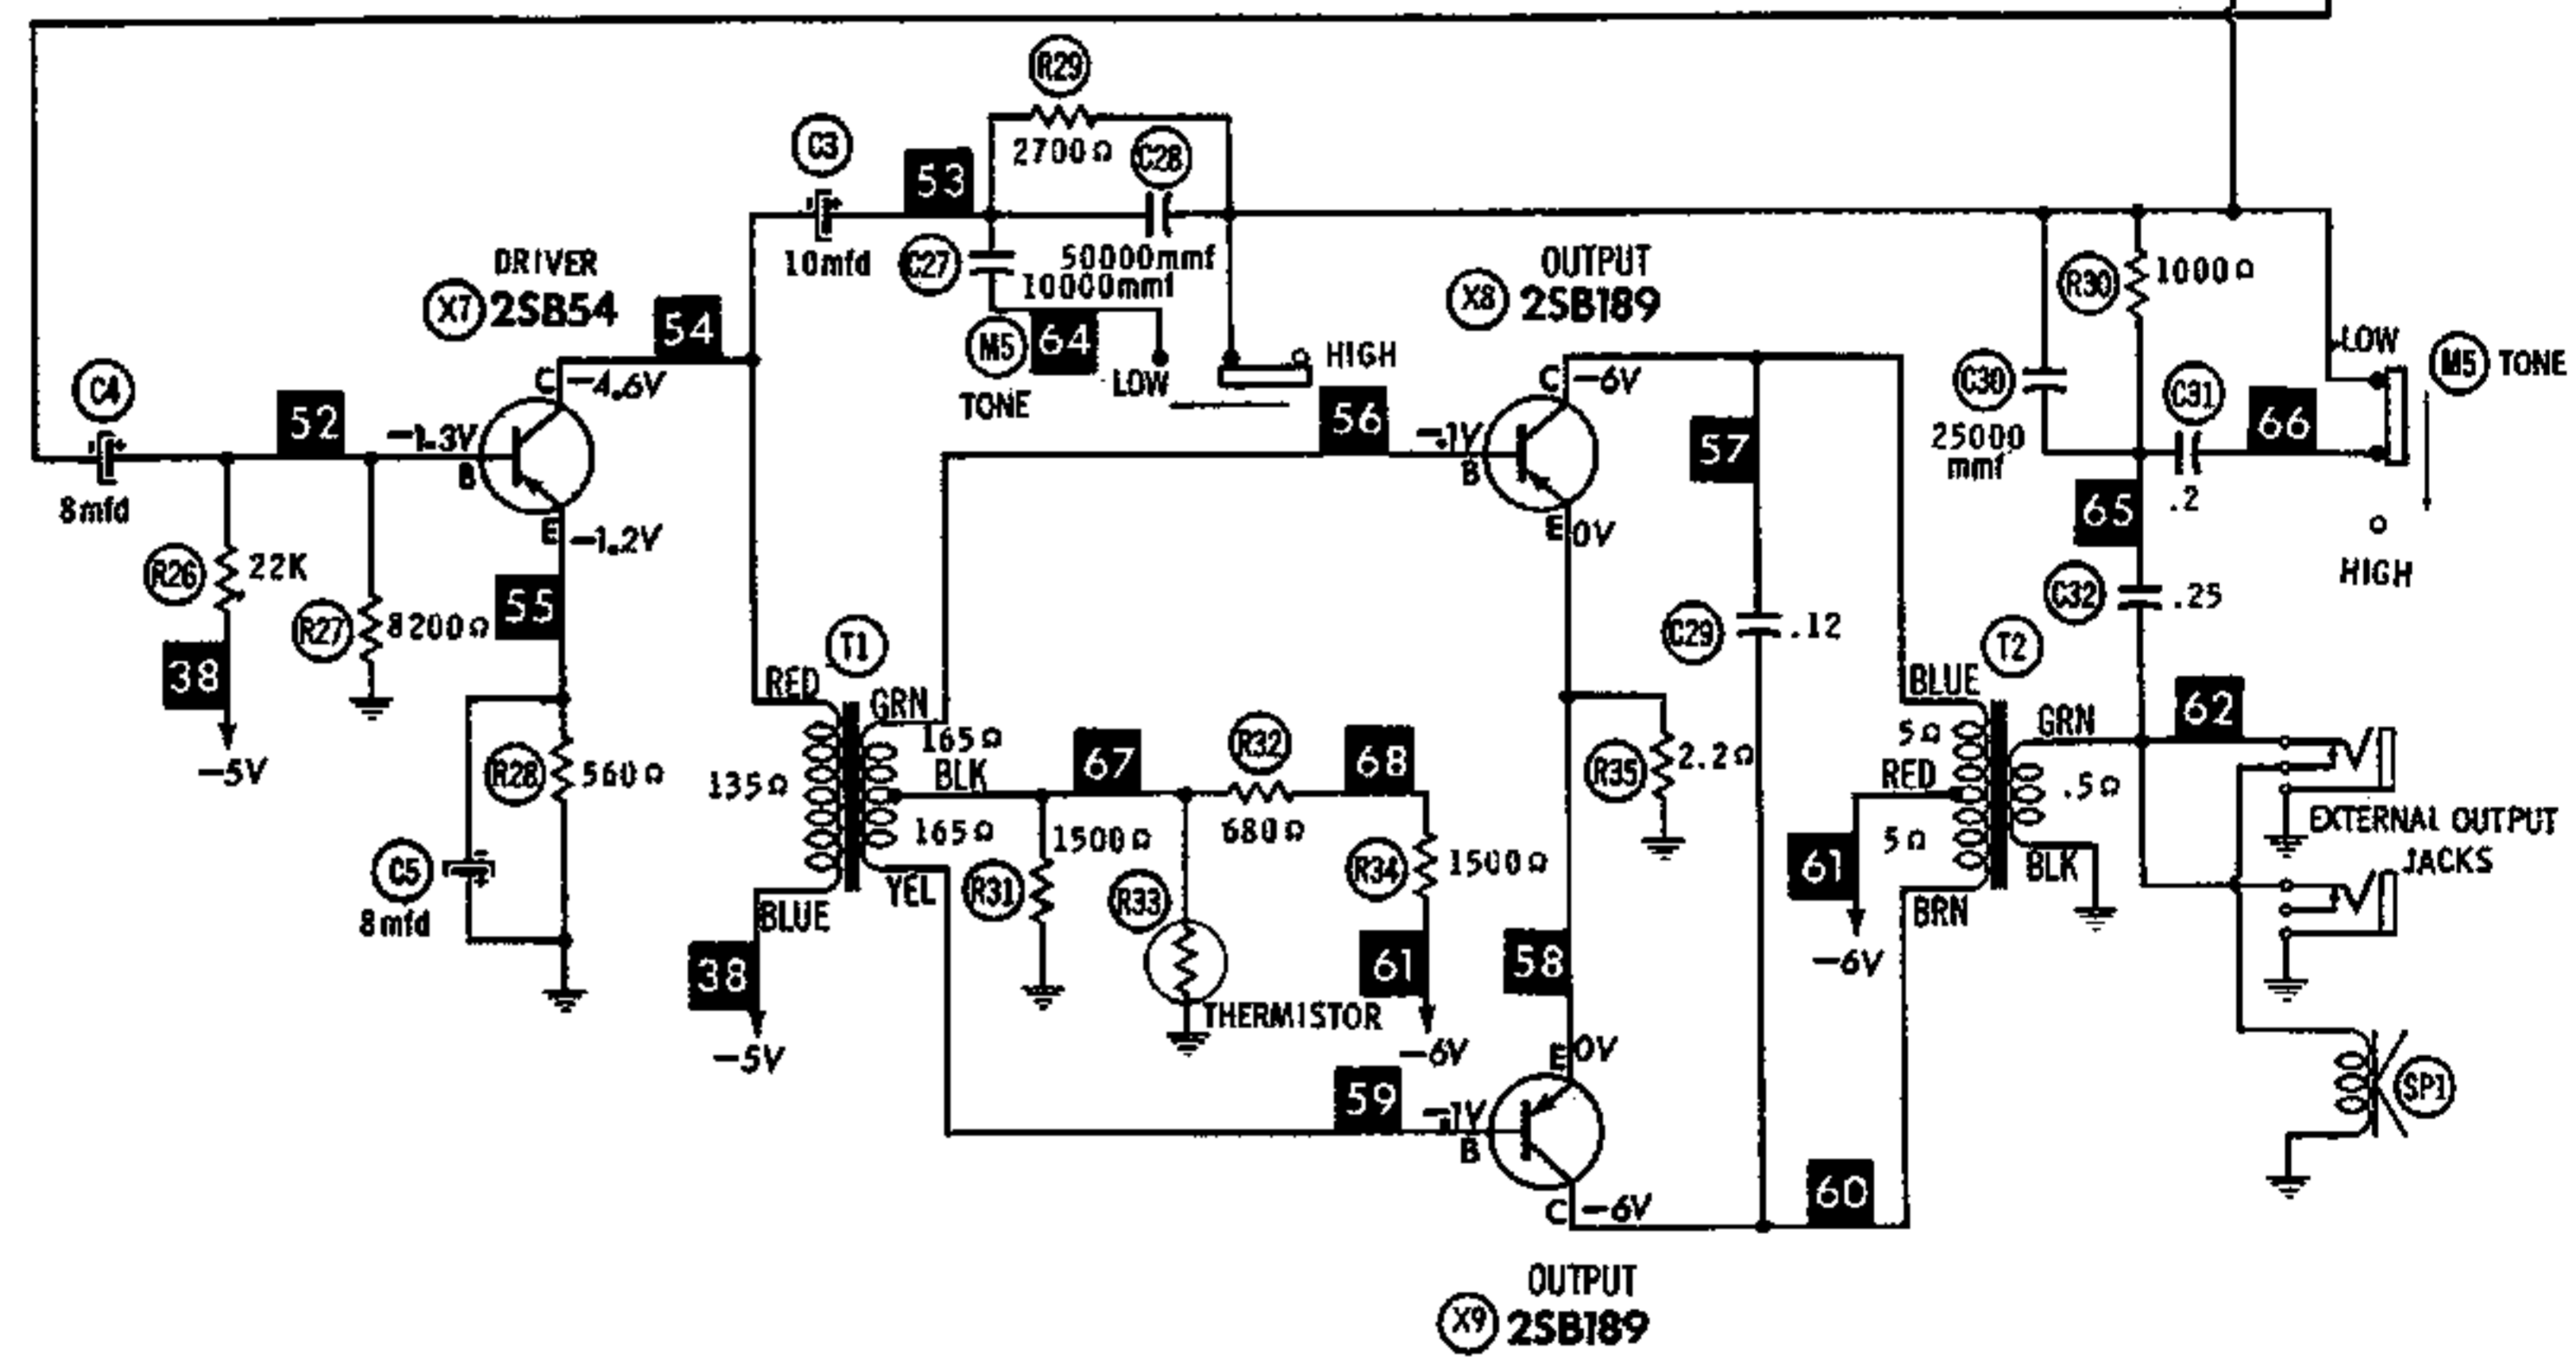 R29
2700Ω
C3
10mfd
53
C28
50000mmf
C27
10000mmf
M5
TONE
64
LOW
HIGH
DRIVER
X7 2SB54
54
C4
8mfd
52
-1.3V
B
C -4.6V
E -1.2V
R26
22K
38
-5V
R27
8200Ω
55
R28
560Ω
C5
8mfd
T1
RED
135Ω
BLUE
38
-5V
GRN
165Ω
BLK
165Ω
YEL
67
R31
1500Ω
R33
THERMISTOR
R32
680Ω
68
R34
1500Ω
61
-6V
OUTPUT
X8 2SB189
56
-.1V
B
C -6V
E 0V
57
C29
.12
R35
2.2Ω
58
59
-.1V
B
E 0V
C -6V
60
OUTPUT
X9 2SB189
T2
BLUE
5Ω
RED
5Ω
BRN
61
-6V
GRN
.5Ω
BLK
R30
1000Ω
C30
25000
mmf
C31
.2
66
65
C32
.25
LOW
M5 TONE
HIGH
62
EXTERNAL OUTPUT
JACKS
SP1